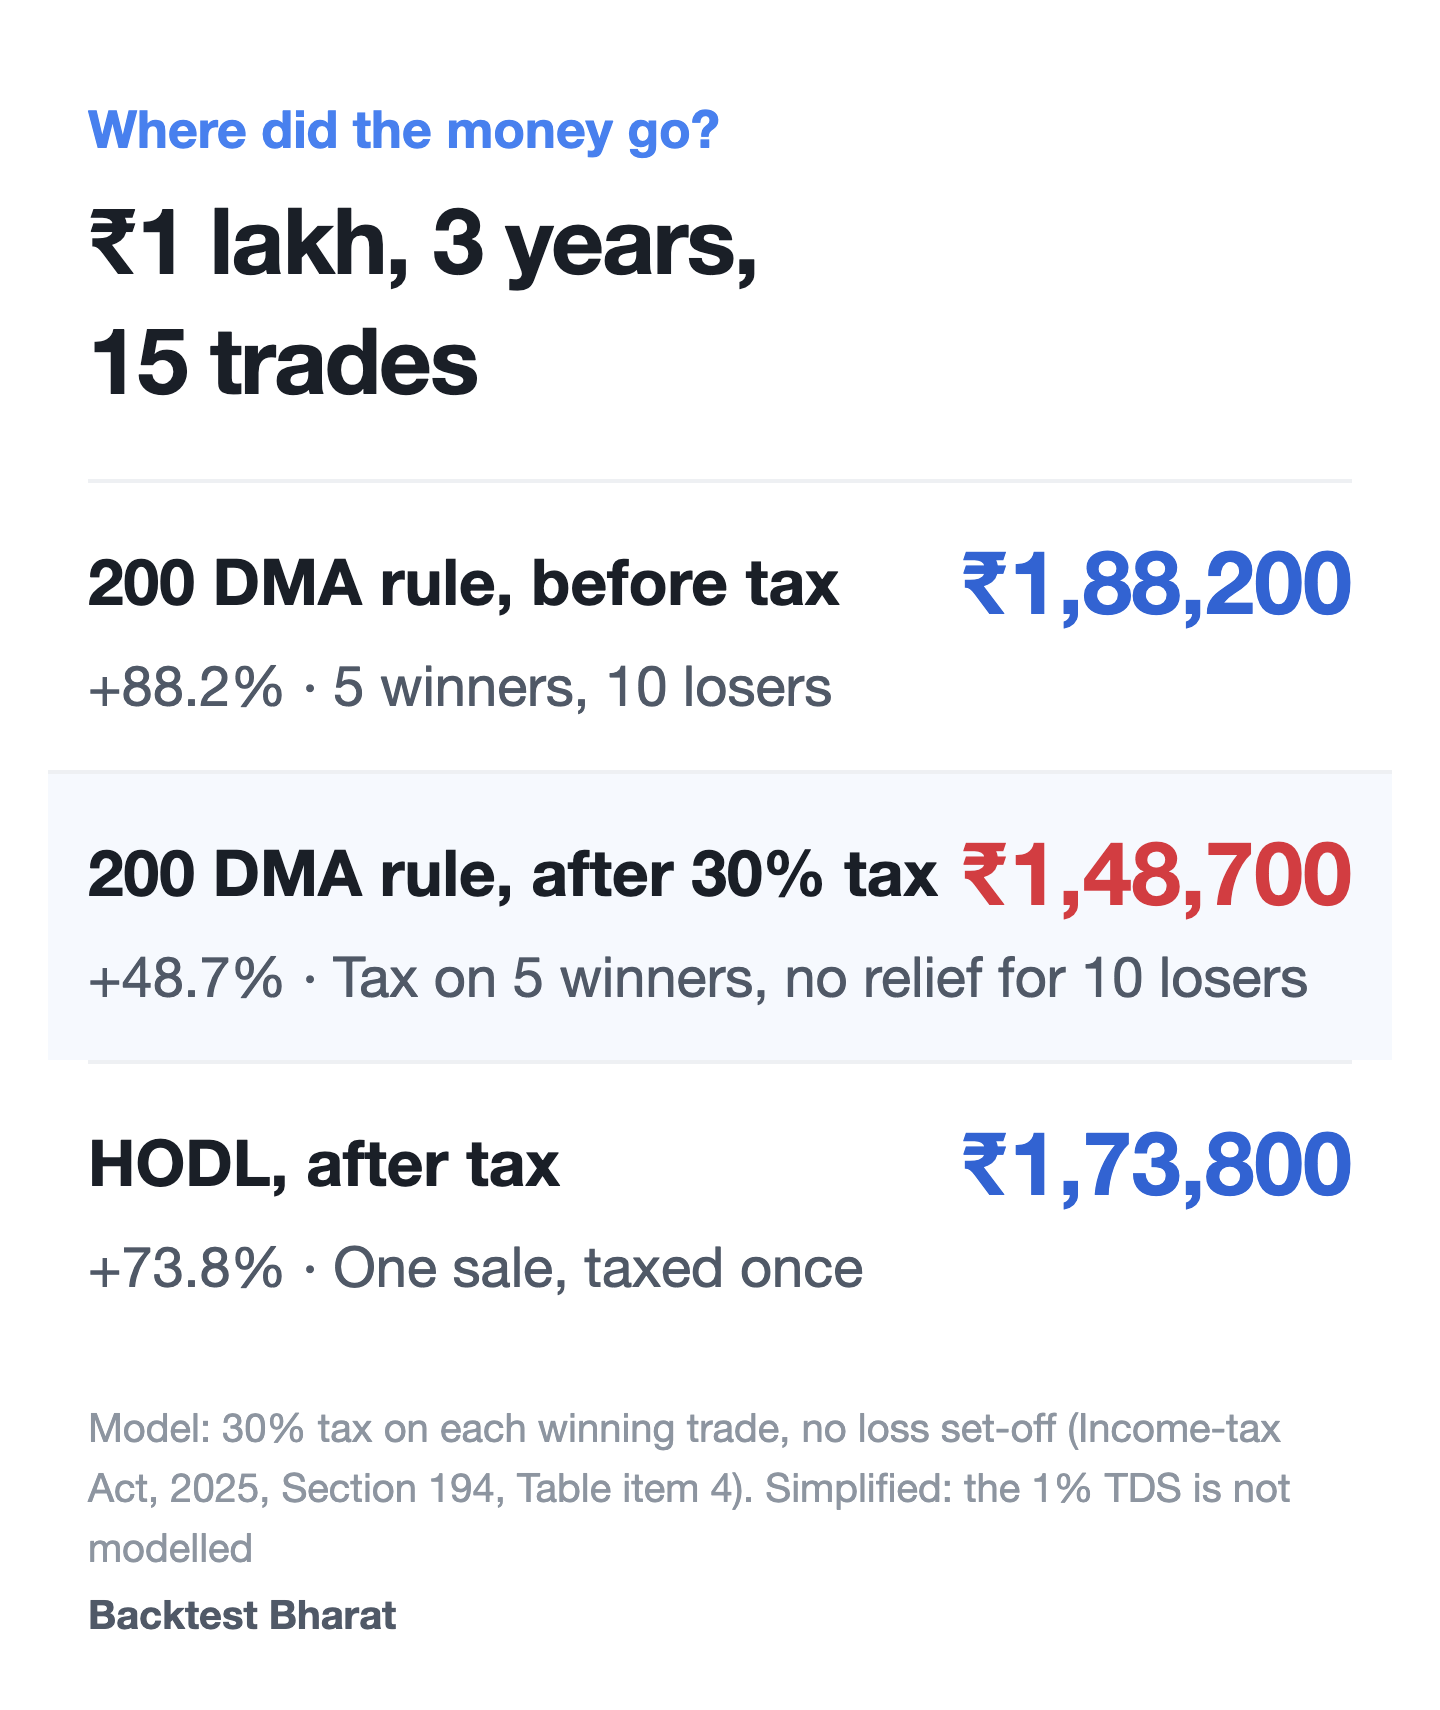 Where did the money go?
₹1 lakh, 3 years,
15 trades
200 DMA rule, before tax ₹1,88,200
+88.2% · 5 winners, 10 losers
200 DMA rule, after 30% tax ₹1,48,700
+48.7% · Tax on 5 winners, no relief for 10 losers
HODL, after tax ₹1,73,800
+73.8% · One sale, taxed once
Model: 30% tax on each winning trade, no loss set-off (Income-tax
Act, 2025, Section 194, Table item 4). Simplified: the 1% TDS is not
modelled
Backtest Bharat